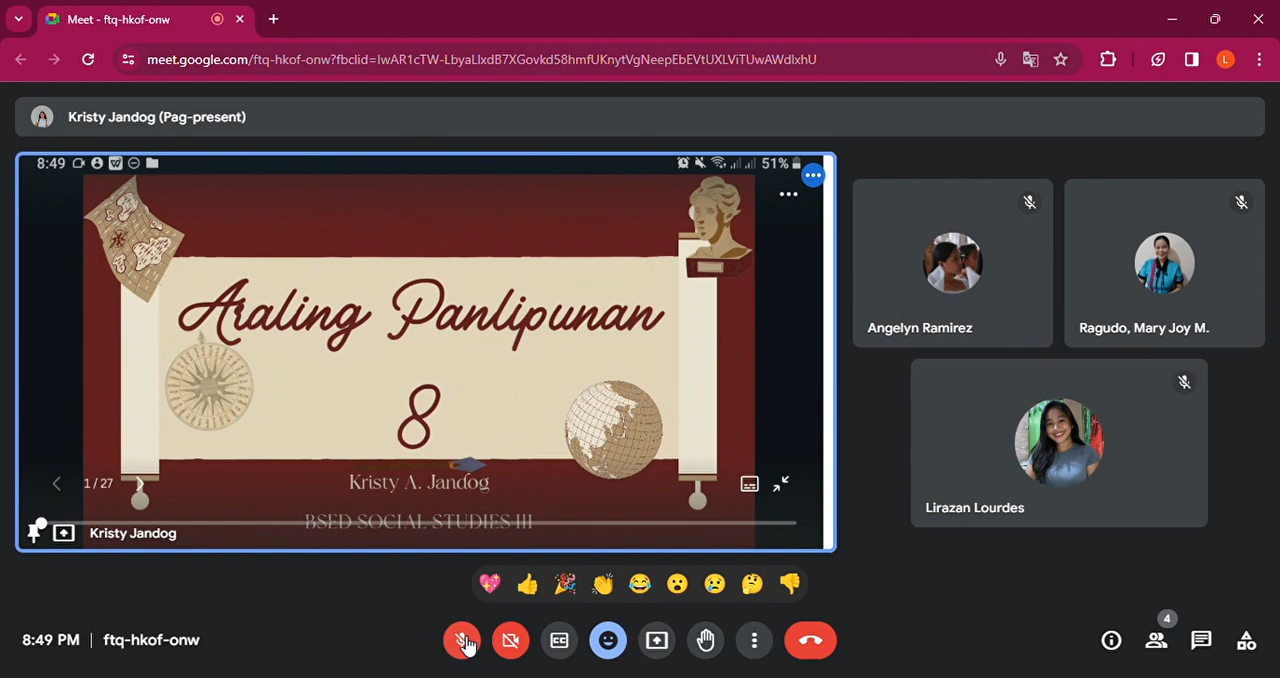 Meet - ftq-hkof-onw
meet.google.com/ftq-hkof-onw?fbclid=IwAR1cTW-LbyaLlxdB7XGovkd58hmfUKnytVgNeepEbEVtUXLViTUwAWdlxhU
L
Kristy Jandog (Pag-present)
8:49
51%
Araling Panlipunan
8
Kristy A. Jandog
1 / 27
BSED SOCIAL STUDIES III
Kristy Jandog
Angelyn Ramirez
Ragudo, Mary Joy M.
Lirazan Lourdes
8:49 PM | ftq-hkof-onw
4